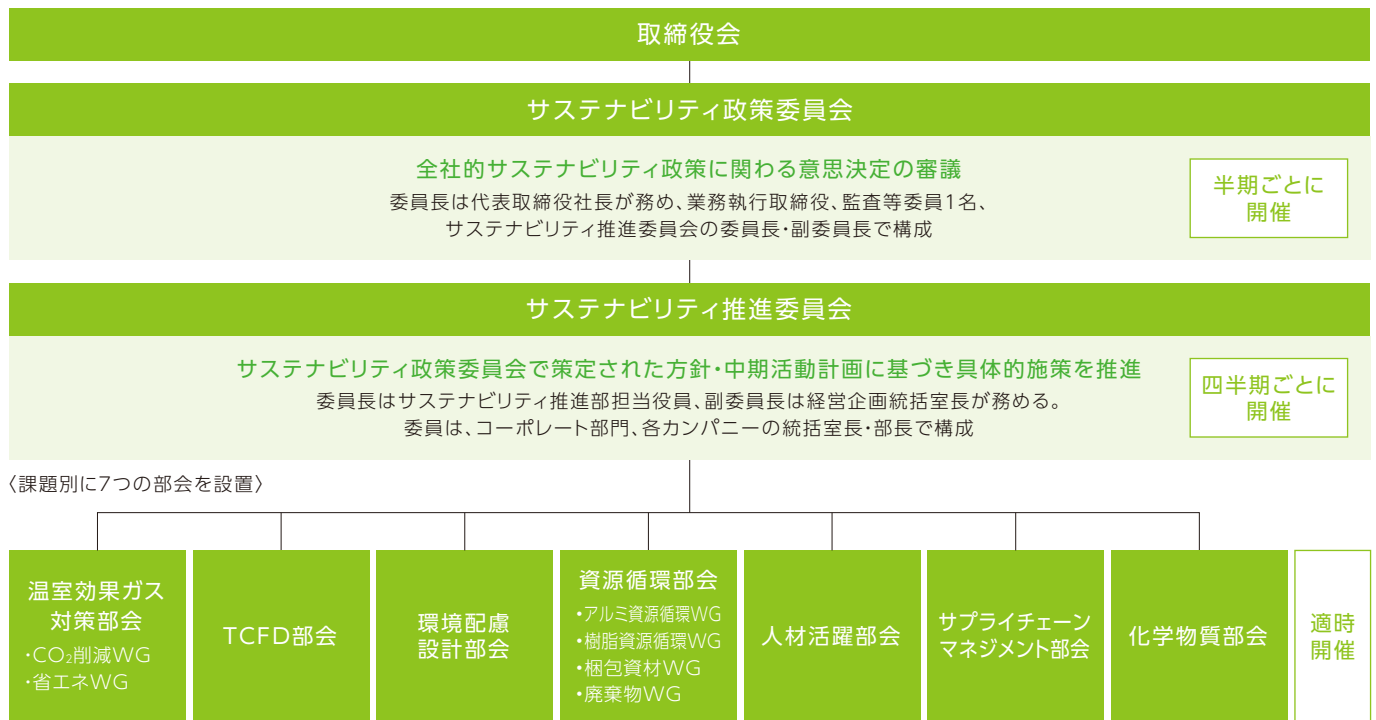 取締役会
サステナビリティ政策委員会
全社的サステナビリティ政策に関わる意思決定の審議
委員長は代表取締役社長が務め、業務執行取締役、監査等委員1名、
サステナビリティ推進委員会の委員長・副委員長で構成
半期ごとに
開催
サステナビリティ推進委員会
サステナビリティ政策委員会で策定された方針・中期活動計画に基づき具体的施策を推進
委員長はサステナビリティ推進部担当役員、副委員長は経営企画統括室長が務める。
委員は、コーポレート部門、各カンパニーの統括室長・部長で構成
四半期ごとに
開催
〈課題別に7つの部会を設置〉
温室効果ガス
対策部会
・CO₂削減WG
・省エネWG
TCFD部会
環境配慮
設計部会
資源循環部会
・アルミ資源循環WG
・樹脂資源循環WG
・梱包資材WG
・廃棄物WG
人材活躍部会
サプライチェーン
マネジメント部会
化学物質部会
適時
開催